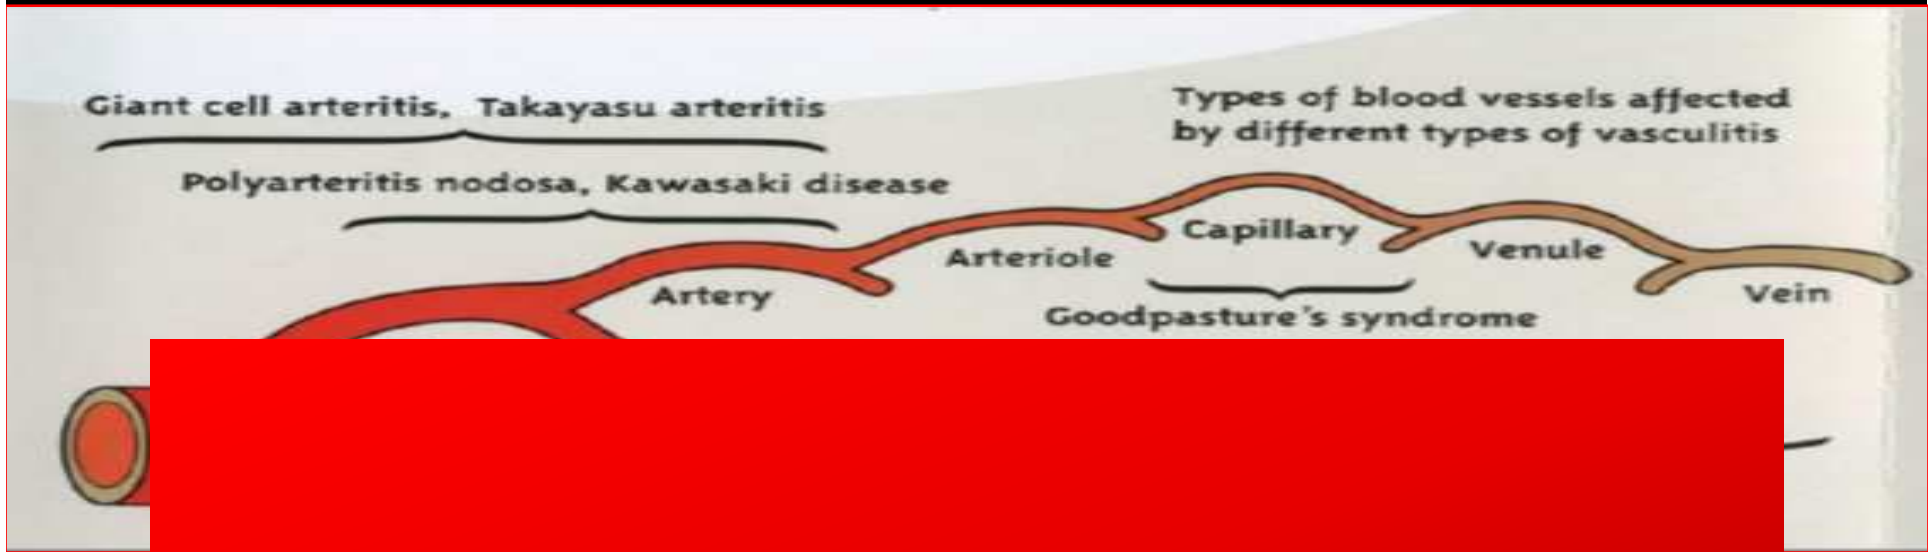 Giant cell arteritis, Takayasu arteritis
Types of blood vessels affected
by different types of vasculitis
Polyarteritis nodosa, Kawasaki disease
Capillary
Arteriole
Venule
Artery
Vein
Goodpasture's syndrome